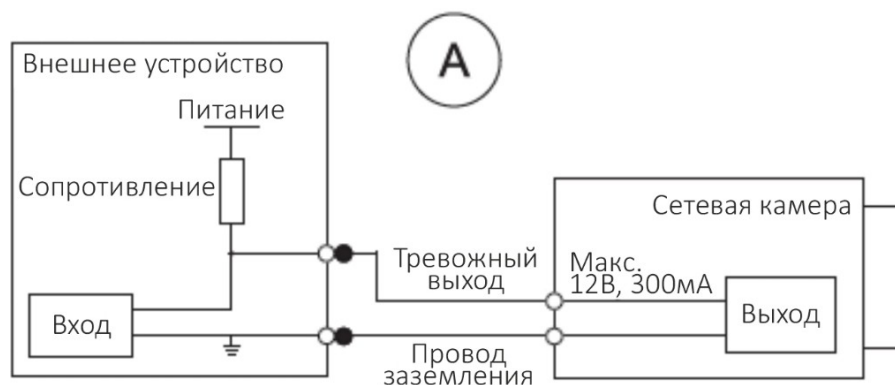 А
Внешнее устройство
Питание
Сопротивление
Сетевая камера
Тревожный
выход
Макс.
12В, 300мА
Вход
Выход
Провод
заземления